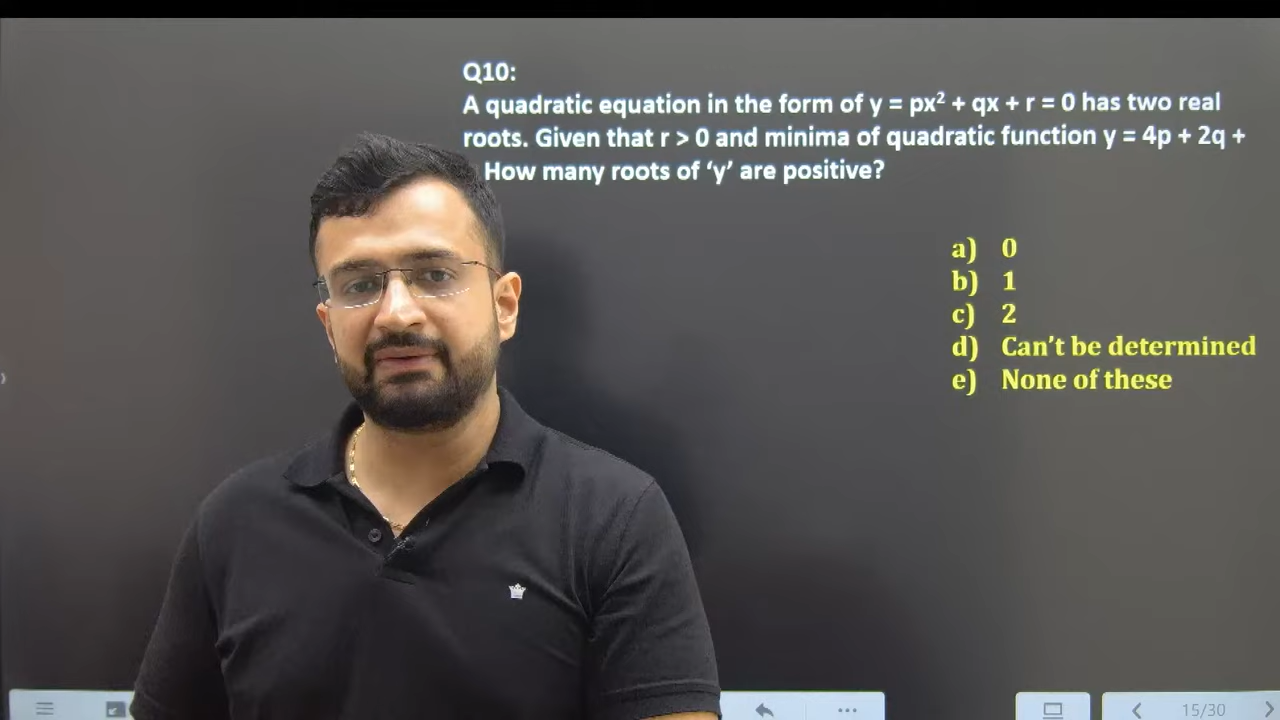 Q10:
A quadratic equation in the form of y = px² + qx + r = 0 has two real
roots. Given that r > 0 and minima of quadratic function y = 4p + 2q +
How many roots of ‘y’ are positive?
a) 0
b) 1
c) 2
d) Can't be determined
e) None of these
15/30